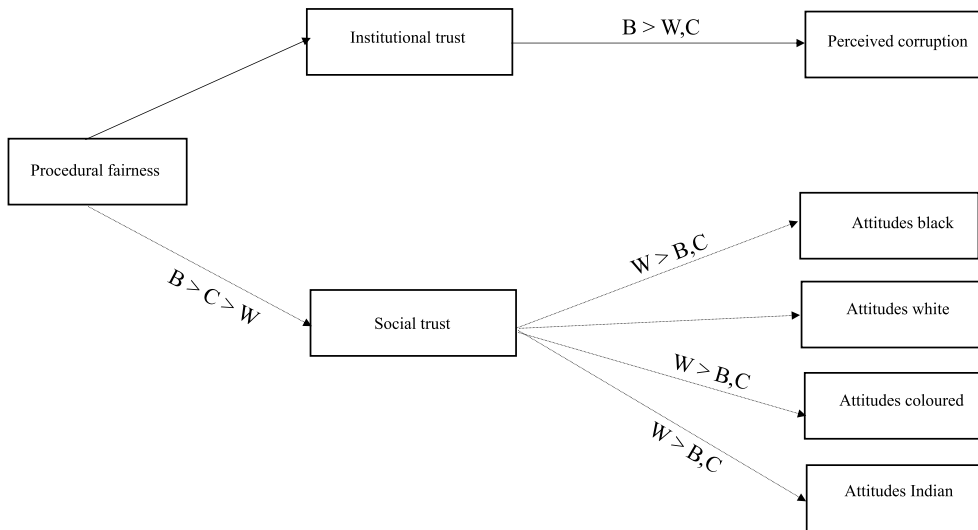 Institutional trust
B > W,C
Perceived corruption
Procedural fairness
B > C > W
Social trust
W > B,C
Attitudes black
Attitudes white
W > B,C
Attitudes coloured
W > B,C
Attitudes Indian